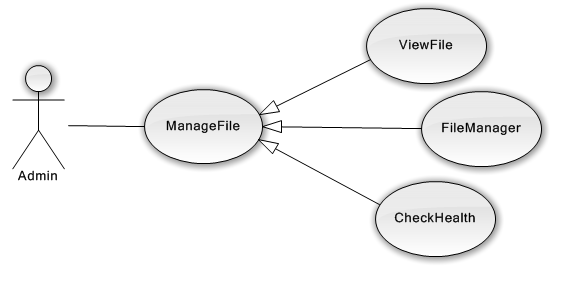 ViewFile
ManageFile
FileManager
Admin
CheckHealth